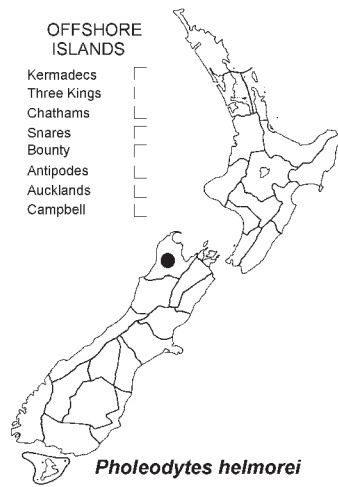 OFFSHORE
ISLANDS
Kermadecs
Three Kings
Chathams
Snares
Bounty
Antipodes
Aucklands
Campbell
Pholeodytes helmorei